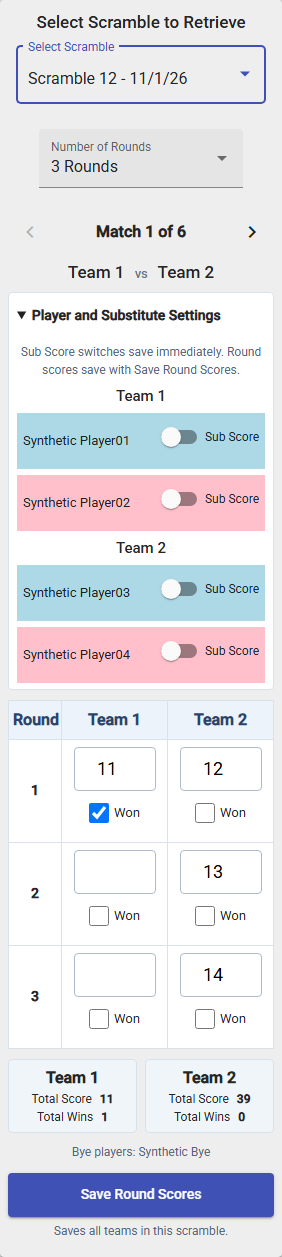 Select Scramble to Retrieve
Select Scramble
Scramble 12 - 11/1/26
Number of Rounds
3 Rounds
Match 1 of 6
Team 1 vs Team 2
Player and Substitute Settings
Sub Score switches save immediately. Round
scores save with Save Round Scores.
Team 1
Synthetic Player01 Sub Score
Synthetic Player02 Sub Score
Team 2
Synthetic Player03 Sub Score
Synthetic Player04 Sub Score
Round Team 1 Team 2
11 12
1
Won Won
13
2
Won Won
14
3
Won Won
Team 1 Team 2
Total Score 11 Total Score 39
Total Wins 1 Total Wins 0
Bye players: Synthetic Bye
Save Round Scores
Saves all teams in this scramble.